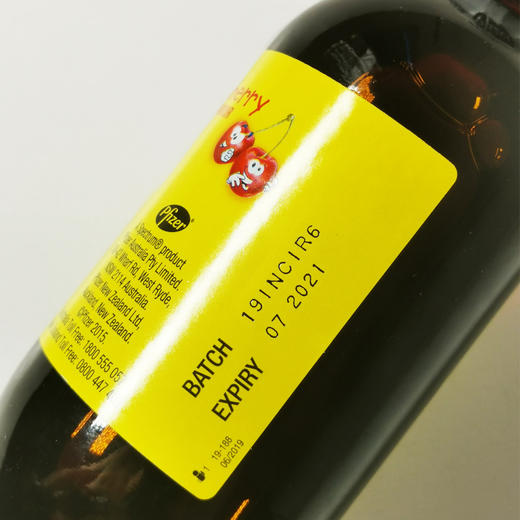 Pfizer
Spectrum® product
Australia Pty Limited.
Wharf Rd, West Ryde,
NSW 2114 Australia.
New Zealand Ltd,
New Zealand.
©Pfizer 2015.
Toll Free: 1800 555 05
Toll Free: 0800 447 4
BATCH 19INCIR6
EXPIRY 07 2021
1 19-188
06/2019